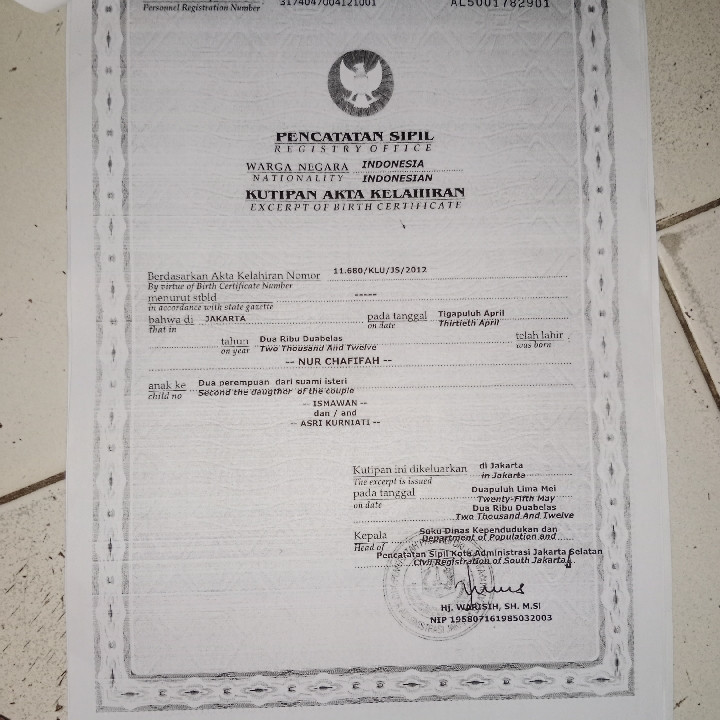 Personnel Registration Number 3174047004121001 AL5001782901
PENCATATAN SIPIL
REGISTRY OFFICE
WARGA NEGARA INDONESIA
NATIONALITY INDONESIAN
KUTIPAN AKTA KELAHIRAN
EXCERPT OF BIRTH CERTIFICATE
Berdasarkan Akta Kelahiran Nomor 11.680/KLU/JS/2012
By virtue of Birth Certificate Number
menurut stbld -----
in accordance with state gazette
bahwa di JAKARTA pada tanggal Tigapuluh April
that in on date Thirtieth April
tahun Dua Ribu Duabelas telah lahir
on year Two Thousand And Twelve was born
-- NUR CHAFIFAH --
anak ke Dua perempuan dari suami isteri
child no Second the daugther of the couple
-- ISMAWAN --
dan / and
-- ASRI KURNIATI --
Kutipan ini dikeluarkan di Jakarta
The excerpt is issued in Jakarta
pada tanggal Duapuluh Lima Mei
on date Twenty-Fifth May
Dua Ribu Duabelas
Two Thousand And Twelve
Kepala Suku Dinas Kependudukan dan
Head of Department of Population and
Pencatatan Sipil Kota Administrasi Jakarta Selatan
Civil Registration of South Jakarta
Hj. WARISIH, SH. M.Si
NIP 195807161985032003